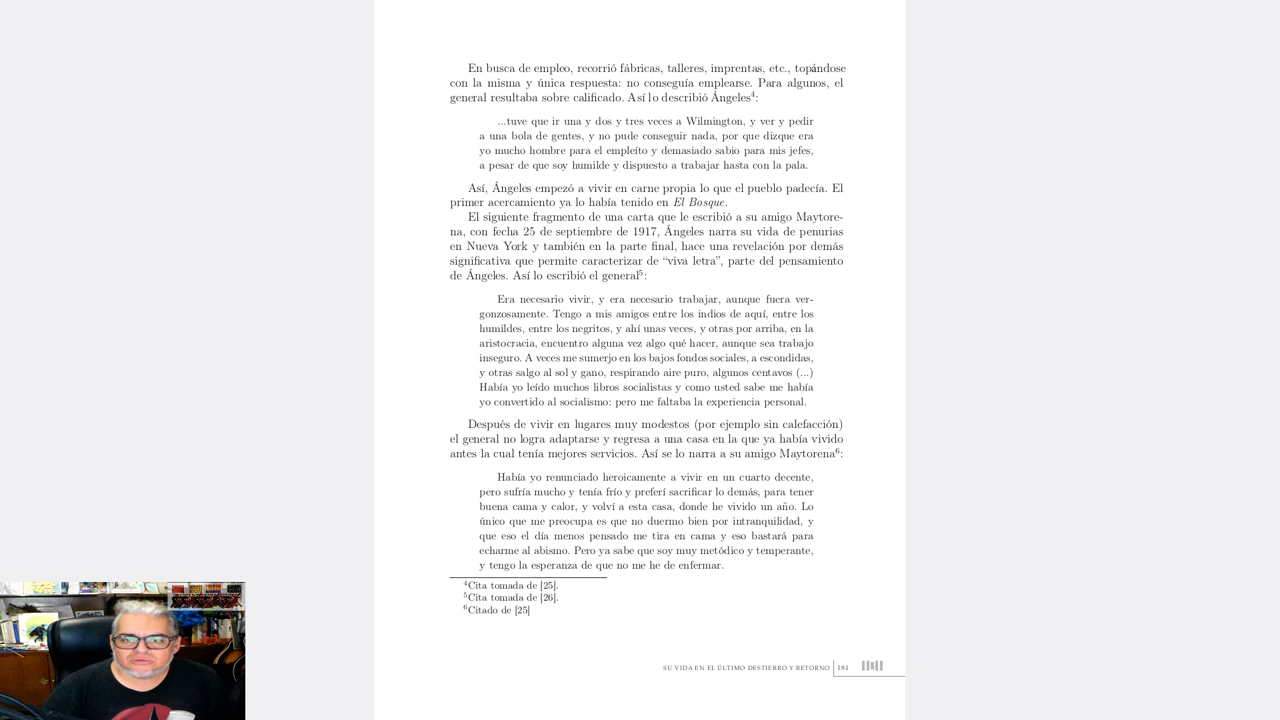 En busca de empleo, recorrió fábricas, talleres, imprentas, etc., topándose
con la misma y única respuesta: no conseguía emplearse. Para algunos, el
general resultaba sobre calificado. Así lo describió Ángeles4:
...tuve que ir una y dos y tres veces a Wilmington, y ver y pedir
a una bola de gentes, y no pude conseguir nada, por que dizque era
yo mucho hombre para el empleíto y demasiado sabio para mis jefes,
a pesar de que soy humilde y dispuesto a trabajar hasta con la pala.
Así, Ángeles empezó a vivir en carne propia lo que el pueblo padecía. El
primer acercamiento ya lo había tenido en El Bosque.
El siguiente fragmento de una carta que le escribió a su amigo Maytore-
na, con fecha 25 de septiembre de 1917, Ángeles narra su vida de penurias
en Nueva York y también en la parte final, hace una revelación por demás
significativa que permite caracterizar de “viva letra”, parte del pensamiento
de Ángeles. Así lo escribió el general5:
Era necesario vivir, y era necesario trabajar, aunque fuera ver-
gonzosamente. Tengo a mis amigos entre los indios de aquí, entre los
humildes, entre los negritos, y ahí unas veces, y otras por arriba, en la
aristocracia, encuentro alguna vez algo qué hacer, aunque sea trabajo
inseguro. A veces me sumerjo en los bajos fondos sociales, a escondidas,
y otras salgo al sol y gano, respirando aire puro, algunos centavos (...)
Había yo leído muchos libros socialistas y como usted sabe me había
yo convertido al socialismo: pero me faltaba la experiencia personal.
Después de vivir en lugares muy modestos (por ejemplo sin calefacción)
el general no logra adaptarse y regresa a una casa en la que ya había vivido
antes la cual tenía mejores servicios. Así se lo narra a su amigo Maytorena6:
Había yo renunciado heroicamente a vivir en un cuarto decente,
pero sufría mucho y tenía frío y preferí sacrificar lo demás, para tener
buena cama y calor, y volví a esta casa, donde he vivido un año. Lo
único que me preocupa es que no duermo bien por intranquilidad, y
que eso el día menos pensado me tira en cama y eso bastará para
echarme al abismo. Pero ya sabe que soy muy metódico y temperante,
y tengo la esperanza de que no me he de enfermar.
4Cita tomada de [25].
5Cita tomada de [26].
6Citado de [25]
SU VIDA EN EL ÚLTIMO DESTIERRO Y RETORNO 181